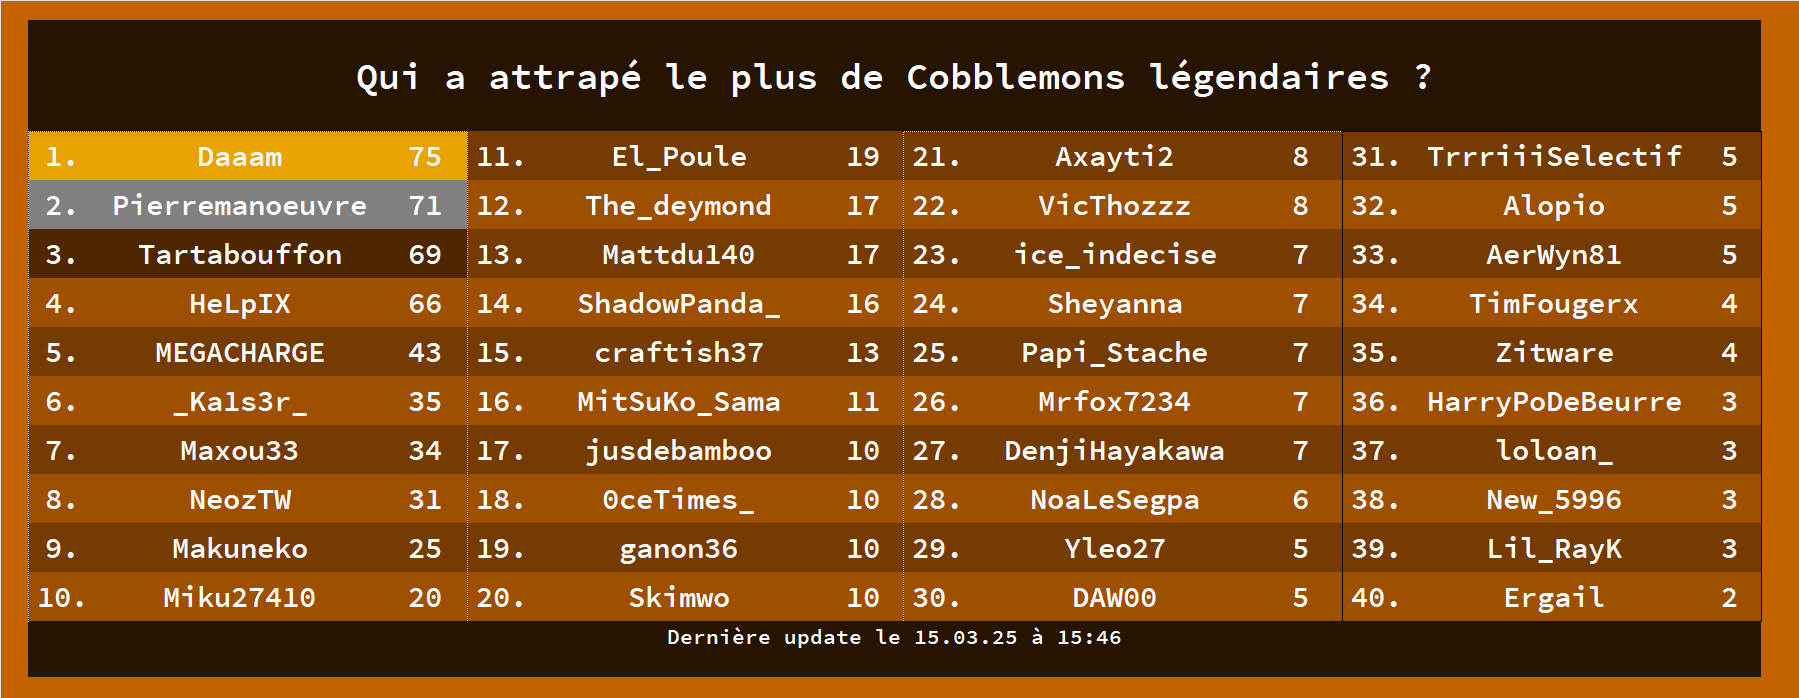 Qui a attrapé le plus de Cobblemons légendaires ?
1. Daaam 75
2. Pierremanoeuvre 71
3. Tartabouffon 69
4. HeLpIX 66
5. MEGACHARGE 43
6. _Ka1s3r_ 35
7. Maxou33 34
8. NeozTW 31
9. Makuneko 25
10. Miku27410 20
11. El_Poule 19
12. The_deymond 17
13. Mattdu140 17
14. ShadowPanda_ 16
15. craftish37 13
16. MitSuKo_Sama 11
17. jusdebamboo 10
18. 0ceTimes_ 10
19. ganon36 10
20. Skimwo 10
21. Axayti2 8
22. VicThozzz 8
23. ice_indecise 7
24. Sheyanna 7
25. Papi_Stache 7
26. Mrfox7234 7
27. DenjiHayakawa 7
28. NoaLeSegpa 6
29. Yleo27 5
30. DAW00 5
31. TrrriiiSelectif 5
32. Alopio 5
33. AerWyn81 5
34. TimFougerx 4
35. Zitware 4
36. HarryPoDeBeurre 3
37. loloan_ 3
38. New_5996 3
39. Lil_RayK 3
40. Ergail 2
Dernière update le 15.03.25 à 15:46